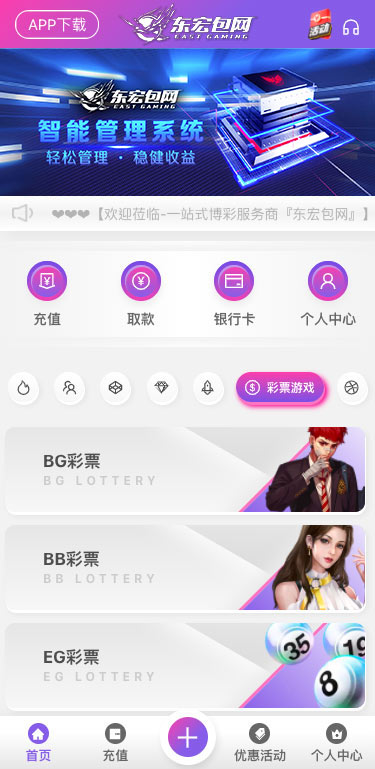 APP下载
东宏包网
EAST GAMING
活动
东宏包网
EAST GAMING
智能管理系统
轻松管理 · 稳健收益
❤❤❤【欢迎莅临-一站式博彩服务商『东宏包网』】
充值
取款
银行卡
个人中心
彩票游戏
BG彩票
BG LOTTERY
BB彩票
BB LOTTERY
EG彩票
EG LOTTERY
35
19
8
首页
充值
优惠活动
个人中心